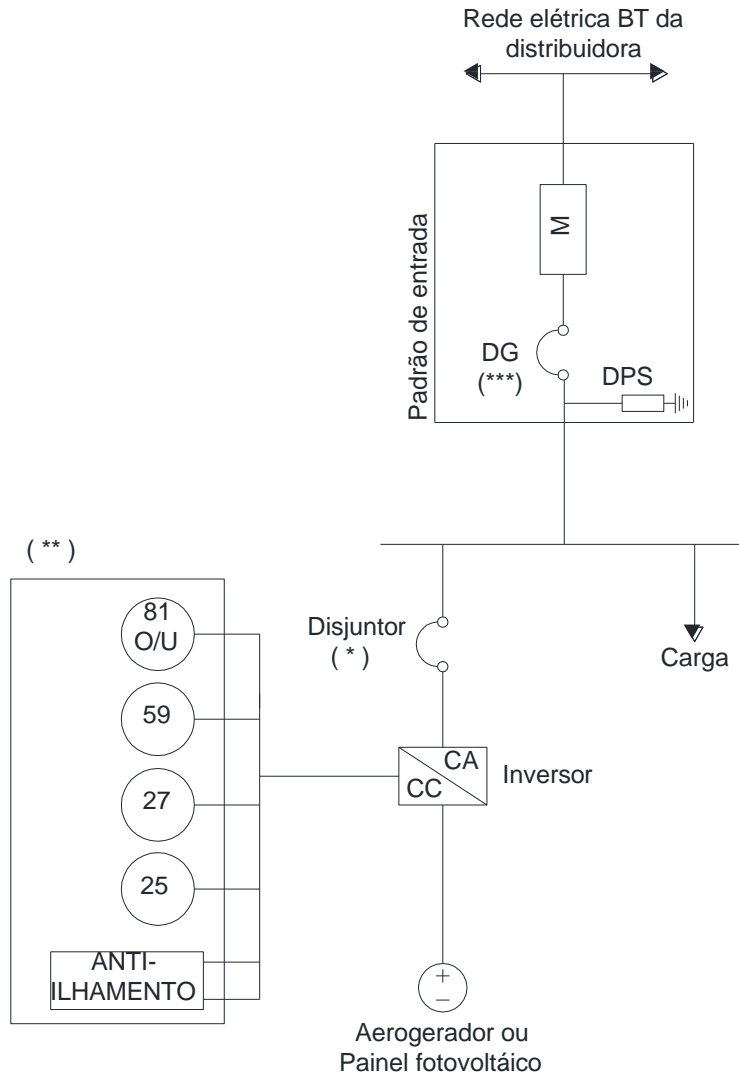 Rede elétrica BT da
distribuidora
Padrão de entrada
M
DG
(***)
DPS
( ** )
81
O/U
59
27
25
ANTI-
ILHAMENTO
Disjuntor
( * )
Carga
CA
CC
Inversor
+
–
Aerogerador ou
Painel fotovoltáico